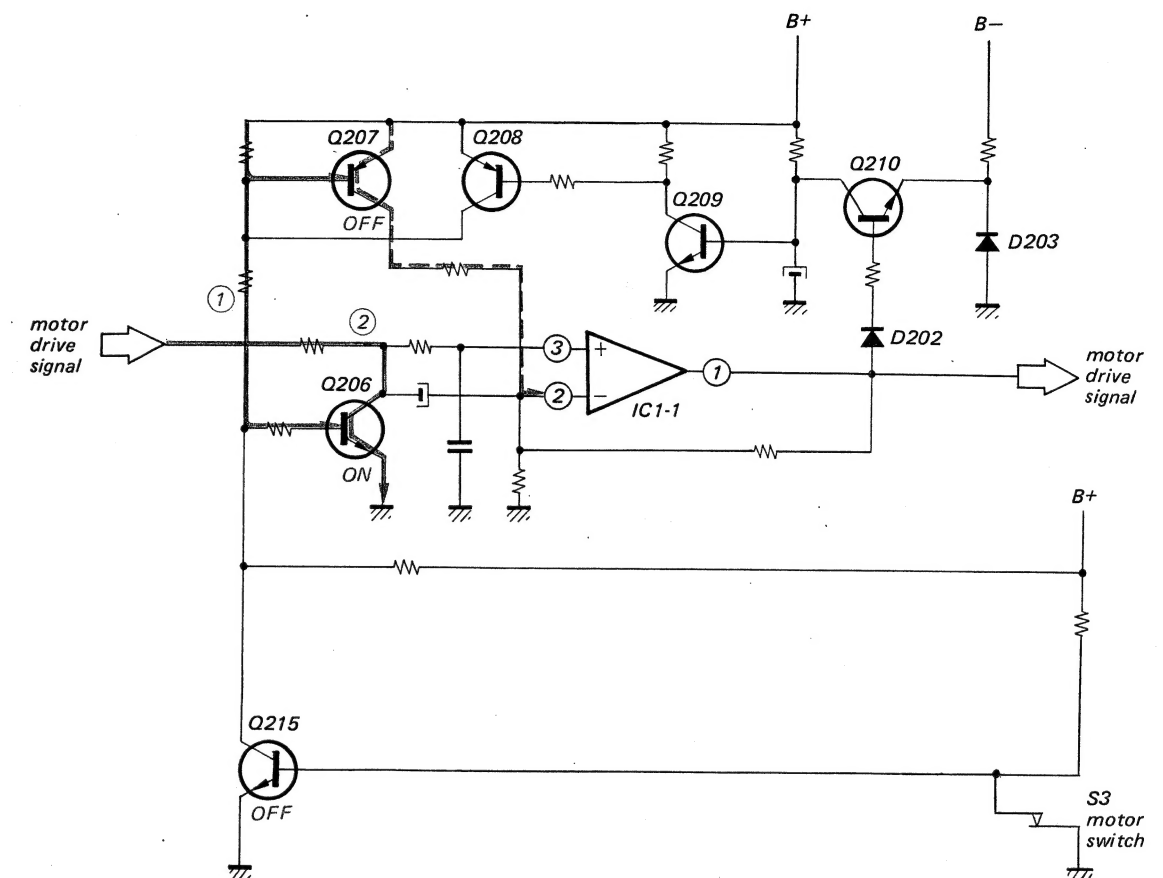 B+
B−
Q207
Q208
Q210
OFF
Q209
D203
1
motor
drive
signal
2
3
+
D202
motor
drive
signal
Q206
1
2
−
IC1-1
ON
B+
Q215
OFF
S3
motor
switch